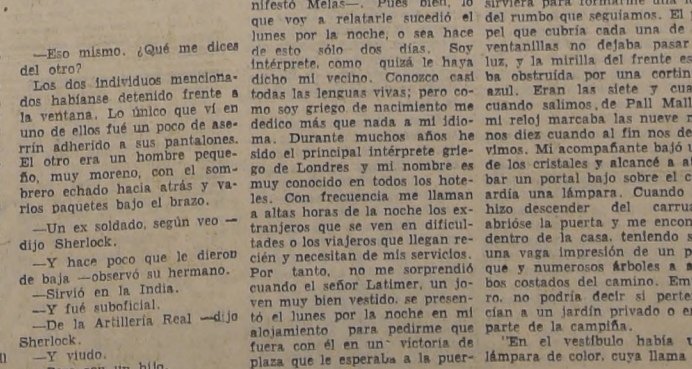 —Eso mismo. ¿Qué me dices
del otro?
Los dos individuos menciona-
dos habíanse detenido frente a
la ventana. Lo único que vi en
uno de ellos fué un poco de ase-
rrín adherido a sus pantalones.
El otro era un hombre peque-
ño, muy moreno, con el som-
brero echado hacia atrás y va-
rios paquetes bajo el brazo.
—Un ex soldado, según veo —
dijo Sherlock.
—Y hace poco que le dieron
de baja —observó su hermano.
—Sirvió en la India.
—Y fué suboficial.
—De la Artillería Real —dijo
Sherlock.
—Y viudo.
un hijo
nifestó Melas—. Pues bien, lo
que voy a relatarle sucedió el
lunes por la noche, o sea hace
de esto sólo dos días. Soy
intérprete, como quizá le haya
dicho mi vecino. Conozco casi
todas las lenguas vivas; pero co-
mo soy griego de nacimiento me
dedico más que nada a mi idio-
ma. Durante muchos años he
sido el principal intérprete grie-
go de Londres y mi nombre es
muy conocido en todos los hote-
les. Con frecuencia me llaman
a altas horas de la noche los ex-
tranjeros que se ven en dificul-
tades o los viajeros que llegan re-
cién y necesitan de mis servicios.
Por tanto, no me sorprendió
cuando el señor Latimer, un jo-
ven muy bien vestido, se presen-
tó el lunes por la noche en mi
alojamiento para pedirme que
fuera con él en un victoria de
plaza que le esperaba a la puer-
sirviera para formarme una
del rumbo que seguíamos. El
pel que cubría cada una de
ventanillas no dejaba pasar
luz, y la mirilla del frente es
ba obstruída por una cortin
azul. Eran las siete y cua
cuando salimos de Pall Mall
mi reloj marcaba las nueve
nos diez cuando al fin nos de
vimos. Mi acompañante bajó
de los cristales y alcancé a
bar un portal bajo sobre el c
ardía una lámpara. Cuando
hizo descender del carrua
abrióse la puerta y me encon
dentro de la casa, teniendo s
una vaga impresión de un p
que y numerosos árboles a
bos costados del camino. Em
ro, no podría decir si perte
cían a un jardín privado o e
parte de la campiña.
"En el vestíbulo había
lámpara de color, cuya llama